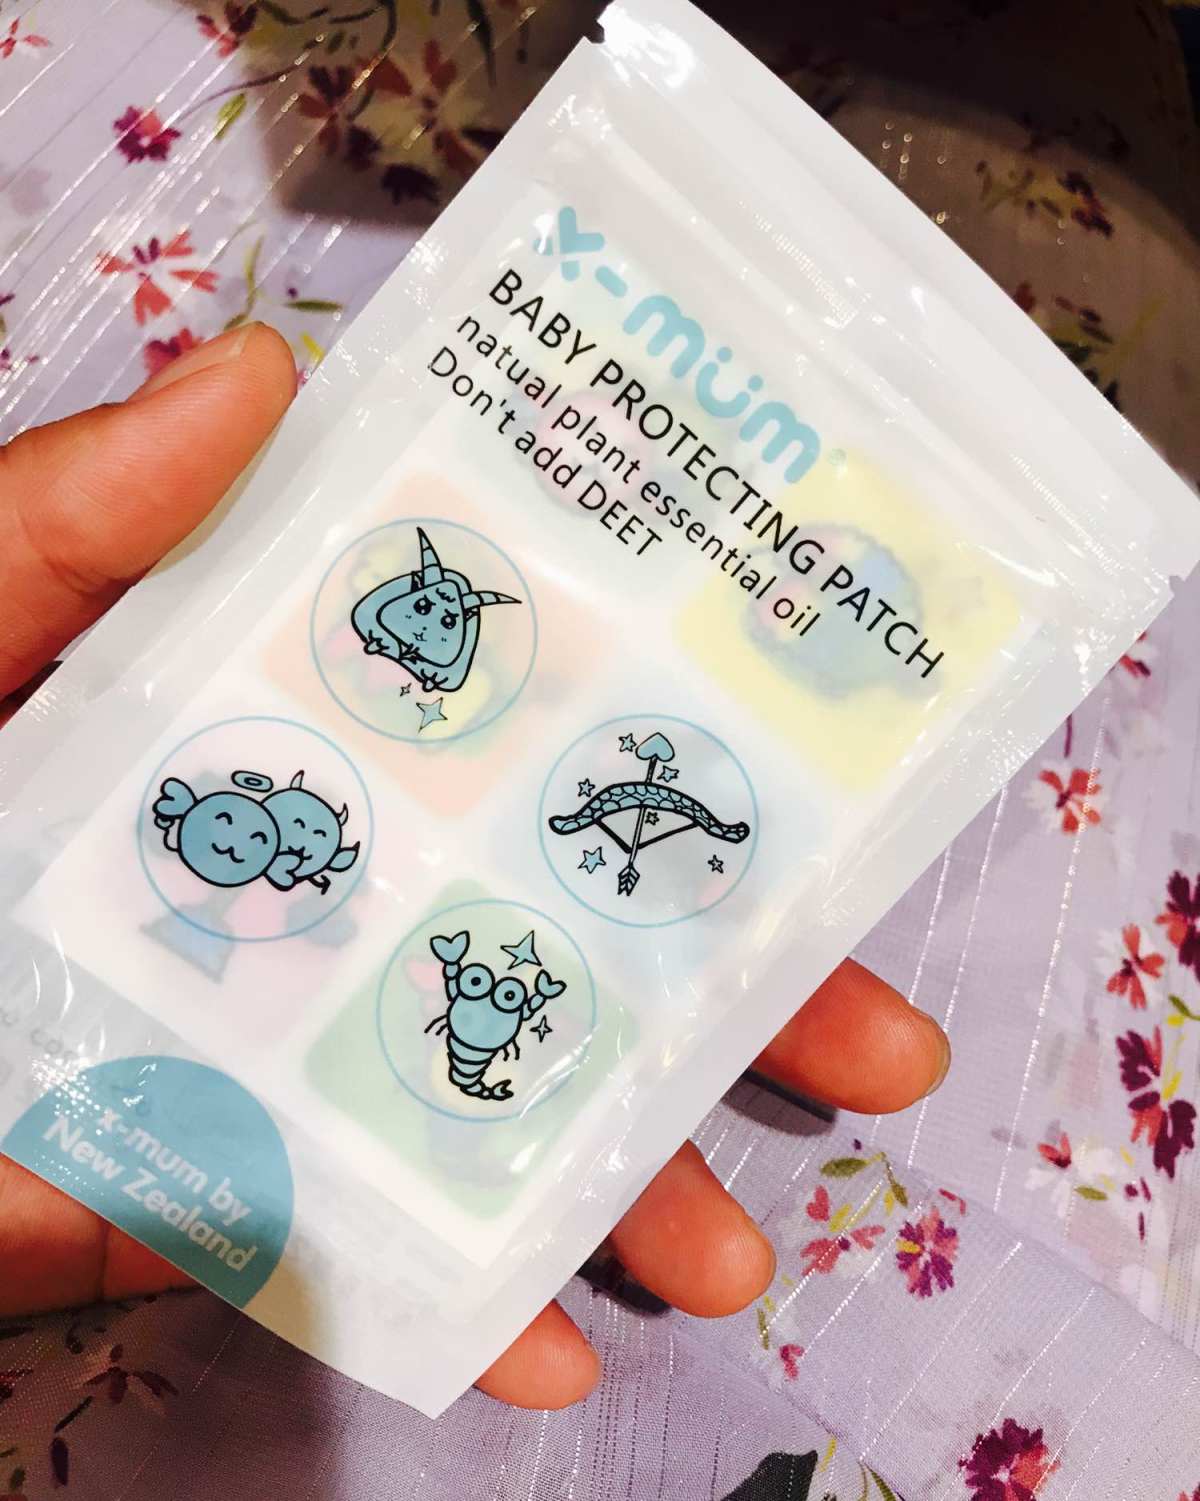 x-mum
BABY PROTECTING PATCH
natual plant essential oil
Don't add DEET
x-mum by
New Zealand